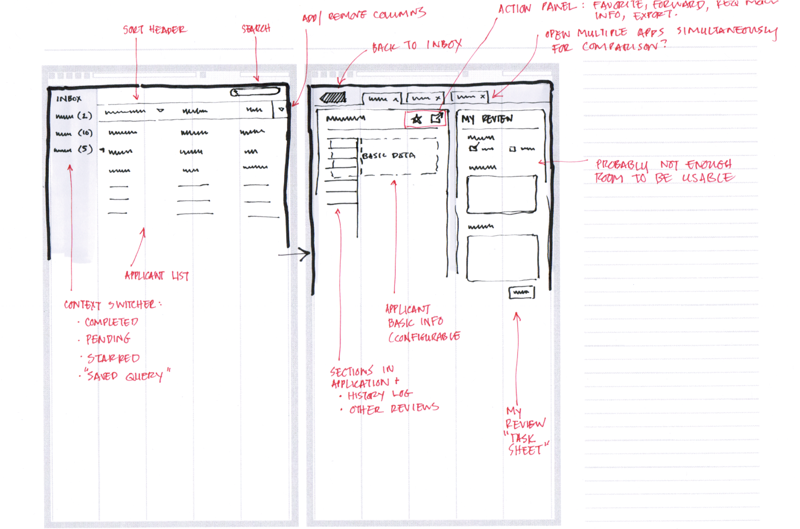 ACTION PANEL: FAVORITE, FORWARD, REQ MORE
INFO, EXPORT.
ADD/REMOVE COLUMNS
SORT HEADER
SEARCH
BACK TO INBOX
OPEN MULTIPLE APPS SIMULTANEOUSLY
FOR COMPARISON?
INBOX
(2)
(10)
(5)
x
x
MY REVIEW
BASIC DATA
PROBABLY NOT ENOUGH
ROOM TO BE USABLE
APPLICANT LIST
CONTEXT SWITCHER:
· COMPLETED
· PENDING
· STARRED
· "SAVED QUERY"
APPLICANT
BASIC INFO
(CONFIGURABLE
SECTIONS IN
APPLICATION +
· HISTORY LOG
· OTHER REVIEWS
MY
REVIEW
"TASK
SHEET"